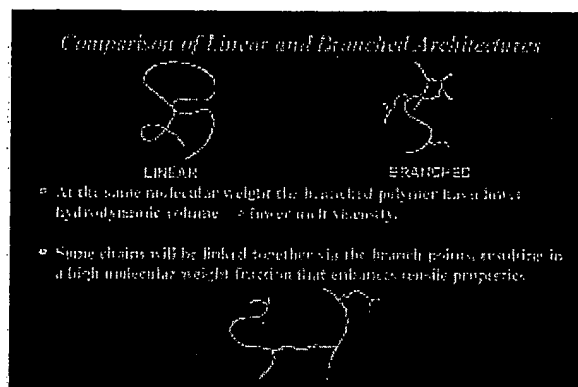 Comparison of Linear and Branched Architectures
LINEAR
BRANCHED
At the same molecular weight the branched polymer have lower
hydrodynamic volume lower melt viscosity.
Some chains will be linked together via the branch points, resulting in
a high molecular weight fraction that enhances tensile properties